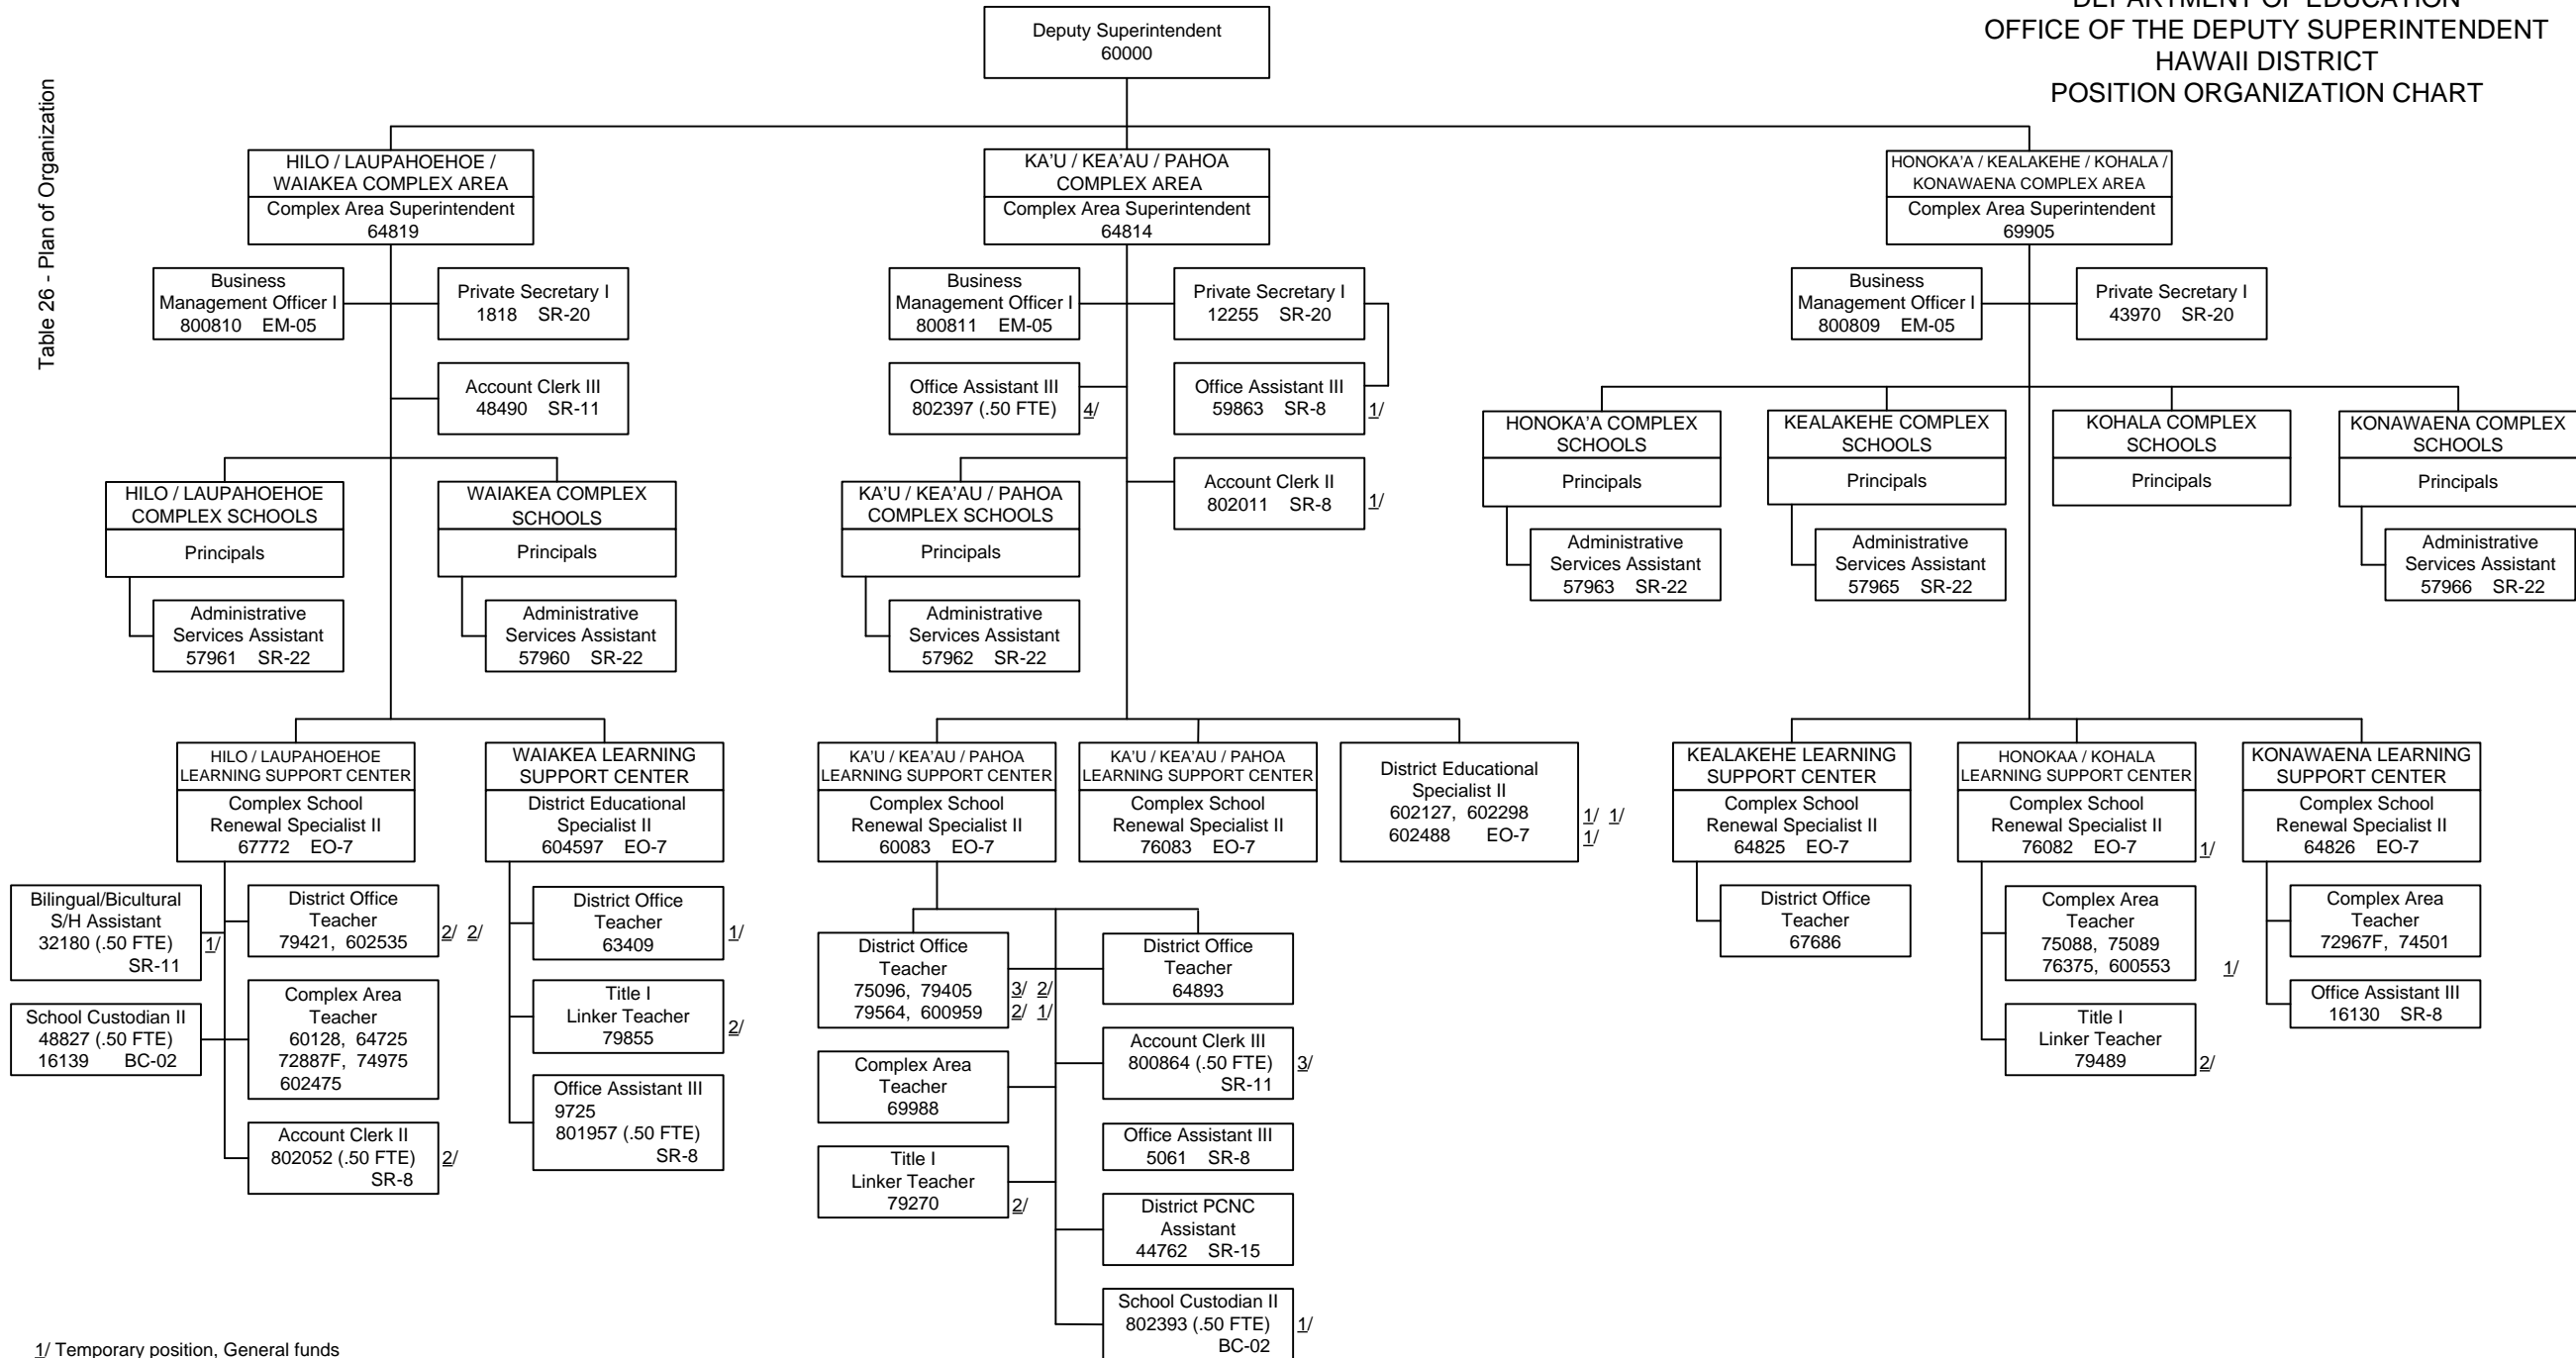 DEPARTMENT OF EDUCATION
OFFICE OF THE DEPUTY SUPERINTENDENT
HAWAII DISTRICT
POSITION ORGANIZATION CHART
Table 26 - Plan of Organization
Deputy Superintendent
60000
HILO / LAUPAHOEHOE /
WAIAKEA COMPLEX AREA
Complex Area Superintendent
64819
Business
Management Officer I
800810 EM-05
Private Secretary I
1818 SR-20
Account Clerk III
48490 SR-11
HILO / LAUPAHOEHOE
COMPLEX SCHOOLS
Principals
Administrative
Services Assistant
57961 SR-22
WAIAKEA COMPLEX
SCHOOLS
Principals
Administrative
Services Assistant
57960 SR-22
HILO / LAUPAHOEHOE
LEARNING SUPPORT CENTER
Complex School
Renewal Specialist II
67772 EO-7
Bilingual/Bicultural
S/H Assistant
32180 (.50 FTE)
SR-11
1/
School Custodian II
48827 (.50 FTE)
16139 BC-02
District Office
Teacher
79421, 602535
2/ 2/
Complex Area
Teacher
60128, 64725
72887F, 74975
602475
Account Clerk II
802052 (.50 FTE)
SR-8
2/
WAIAKEA LEARNING
SUPPORT CENTER
District Educational
Specialist II
604597 EO-7
District Office
Teacher
63409
1/
Title I
Linker Teacher
79855
2/
Office Assistant III
9725
801957 (.50 FTE)
SR-8
KA'U / KEA'AU / PAHOA
COMPLEX AREA
Complex Area Superintendent
64814
Business
Management Officer I
800811 EM-05
Private Secretary I
12255 SR-20
Office Assistant III
802397 (.50 FTE)
4/
Office Assistant III
59863 SR-8
1/
Account Clerk II
802011 SR-8
1/
KA'U / KEA'AU / PAHOA
COMPLEX SCHOOLS
Principals
Administrative
Services Assistant
57962 SR-22
KA'U / KEA'AU / PAHOA
LEARNING SUPPORT CENTER
Complex School
Renewal Specialist II
60083 EO-7
KA'U / KEA'AU / PAHOA
LEARNING SUPPORT CENTER
Complex School
Renewal Specialist II
76083 EO-7
District Educational
Specialist II
602127, 602298
602488 EO-7
1/ 1/
1/
District Office
Teacher
75096, 79405
79564, 600959
3/ 2/
2/ 1/
Complex Area
Teacher
69988
Title I
Linker Teacher
79270
2/
District Office
Teacher
64893
Account Clerk III
800864 (.50 FTE)
SR-11
3/
Office Assistant III
5061 SR-8
District PCNC
Assistant
44762 SR-15
School Custodian II
802393 (.50 FTE)
BC-02
1/
HONOKA'A / KEALAKEHE / KOHALA /
KONAWAENA COMPLEX AREA
Complex Area Superintendent
69905
Business
Management Officer I
800809 EM-05
Private Secretary I
43970 SR-20
HONOKA'A COMPLEX
SCHOOLS
Principals
Administrative
Services Assistant
57963 SR-22
KEALAKEHE COMPLEX
SCHOOLS
Principals
Administrative
Services Assistant
57965 SR-22
KOHALA COMPLEX
SCHOOLS
Principals
KONAWAENA COMPLEX
SCHOOLS
Principals
Administrative
Services Assistant
57966 SR-22
KEALAKEHE LEARNING
SUPPORT CENTER
Complex School
Renewal Specialist II
64825 EO-7
District Office
Teacher
67686
HONOKAA / KOHALA
LEARNING SUPPORT CENTER
Complex School
Renewal Specialist II
76082 EO-7
1/
Complex Area
Teacher
75088, 75089
76375, 600553
1/
Title I
Linker Teacher
79489
2/
KONAWAENA LEARNING
SUPPORT CENTER
Complex School
Renewal Specialist II
64826 EO-7
Complex Area
Teacher
72967F, 74501
Office Assistant III
16130 SR-8
1/ Temporary position, General funds